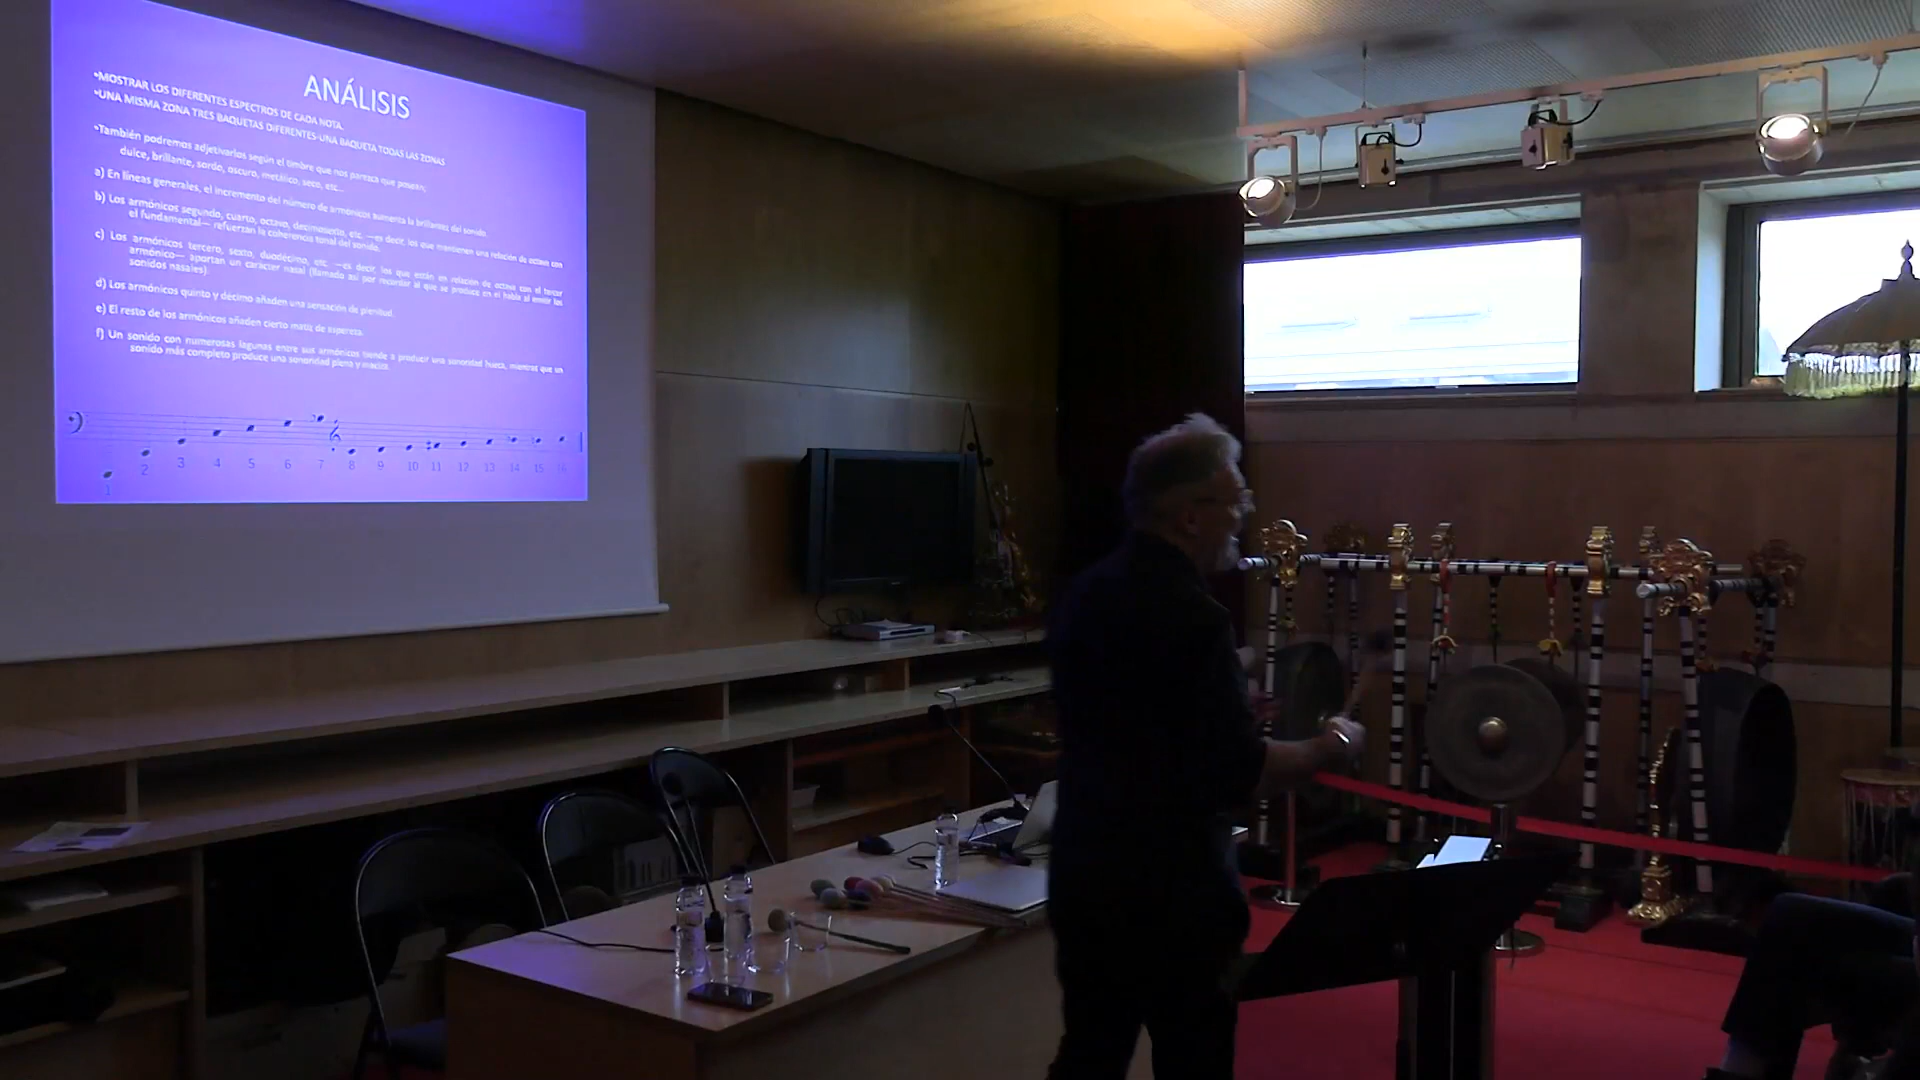 ANÁLISIS
•MOSTRAR LOS DIFERENTES ESPECTROS DE CADA NOTA.
•UNA MISMA ZONA TRES BAQUETAS DIFERENTES-UNA BAQUETA TODAS LAS ZONAS
•También podremos adjetivarlos según el timbre que nos parezca que posean;
dulce, brillante, sordo, oscuro, metálico, seco, etc...
a) En líneas generales, el incremento del número de armónicos aumenta la brillantez del sonido.
b) Los armónicos segundo, cuarto, octavo, decimosexto, etc. —es decir, los que mantienen una relación de octava con
el fundamental— refuerzan la coherencia tonal del sonido.
c) Los armónicos tercero, sexto, duodécimo, etc. —es decir, los que están en relación de octava con el tercer
armónico— aportan un carácter nasal (llamado así por recordar al que se produce en el habla al emitir los
sonidos nasales).
d) Los armónicos quinto y décimo añaden una sensación de plenitud.
e) El resto de los armónicos añaden cierto matiz de aspereza.
f) Un sonido con numerosas lagunas entre sus armónicos tiende a producir una sonoridad hueca, mientras que un
sonido más completo produce una sonoridad plena y maciza.
1 2 3 4 5 6 7 8 9 10 11 12 13 14 15 16